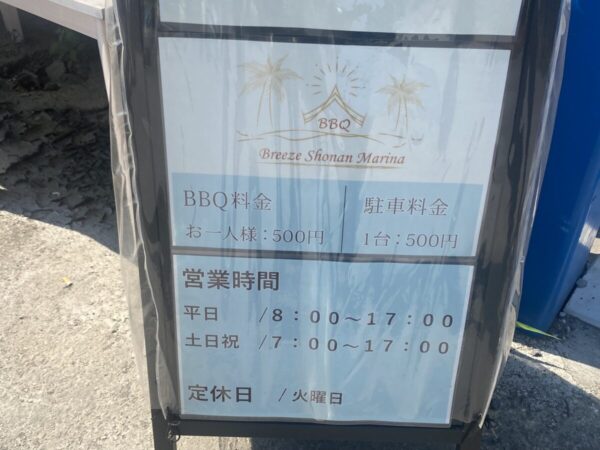 BBQ
Breeze Shonan Marina
BBQ料金
お一人様：500円
駐車料金
1台：500円
営業時間
平日 /8：00～17：00
土日祝 /7：00～17：00
定休日 /火曜日